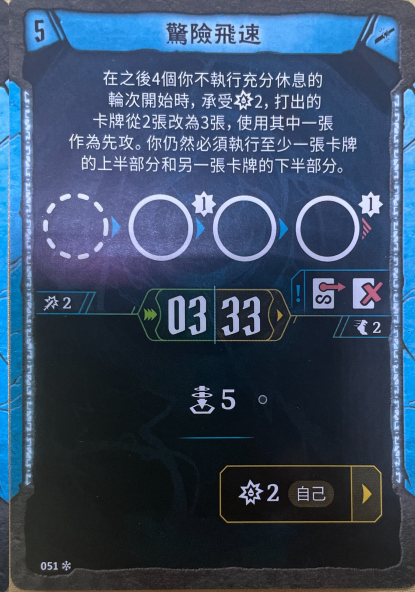 5
驚險飛速
在之後4個你不執行充分休息的
輪次開始時，承受2，打出的
卡牌從2張改為3張，使用其中一張
作為先攻。你仍然必須執行至少一張卡牌
的上半部分和另一張卡牌的下半部分。
1 1
2 03 33 ! S
2
5
2 自己
051